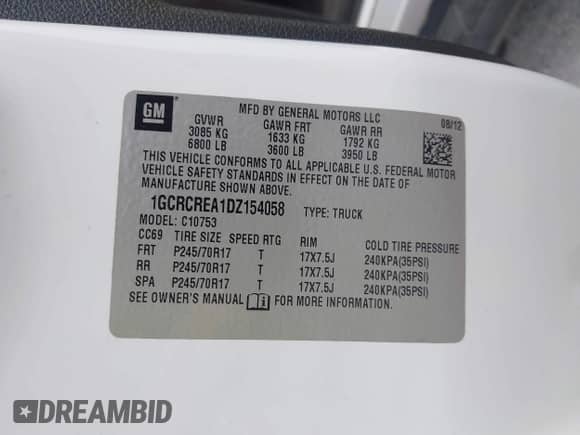 GM
MFD BY GENERAL MOTORS LLC
08/12
GVWR GAWR FRT GAWR RR
3085 KG 1633 KG 1792 KG
6800 LB 3600 LB 3950 LB
THIS VEHICLE CONFORMS TO ALL APPLICABLE U.S. FEDERAL MOTOR
VEHICLE SAFETY STANDARDS IN EFFECT ON THE DATE OF
MANUFACTURE SHOWN ABOVE.
1GCRCREA1DZ154058 TYPE: TRUCK
MODEL: C10753
CC69 TIRE SIZE SPEED RTG RIM COLD TIRE PRESSURE
FRT P245/70R17 T 17X7.5J 240KPA(35PSI)
RR P245/70R17 T 17X7.5J 240KPA(35PSI)
SPA P245/70R17 T 17X7.5J 240KPA(35PSI)
SEE OWNER'S MANUAL FOR MORE INFORMATION.
DREAMBID